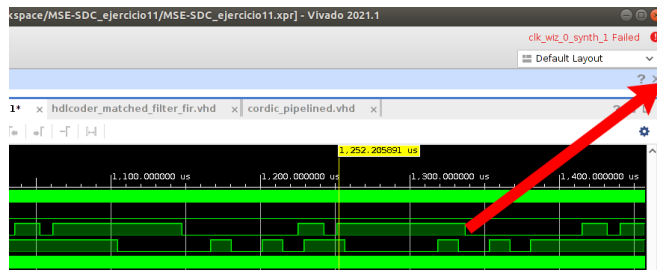 kspace/MSE-SDC_ejercicio11/MSE-SDC_ejercicio11.xpr] - Vivado 2021.1
clk_wiz_0_synth_1 Failed
Default Layout
1* hdlcoder_matched_filter_fir.vhd cordic_pipelined.vhd
1,252.205891 us
1,100.000000 us 1,200.000000 us 1,300.000000 us 1,400.000000 us